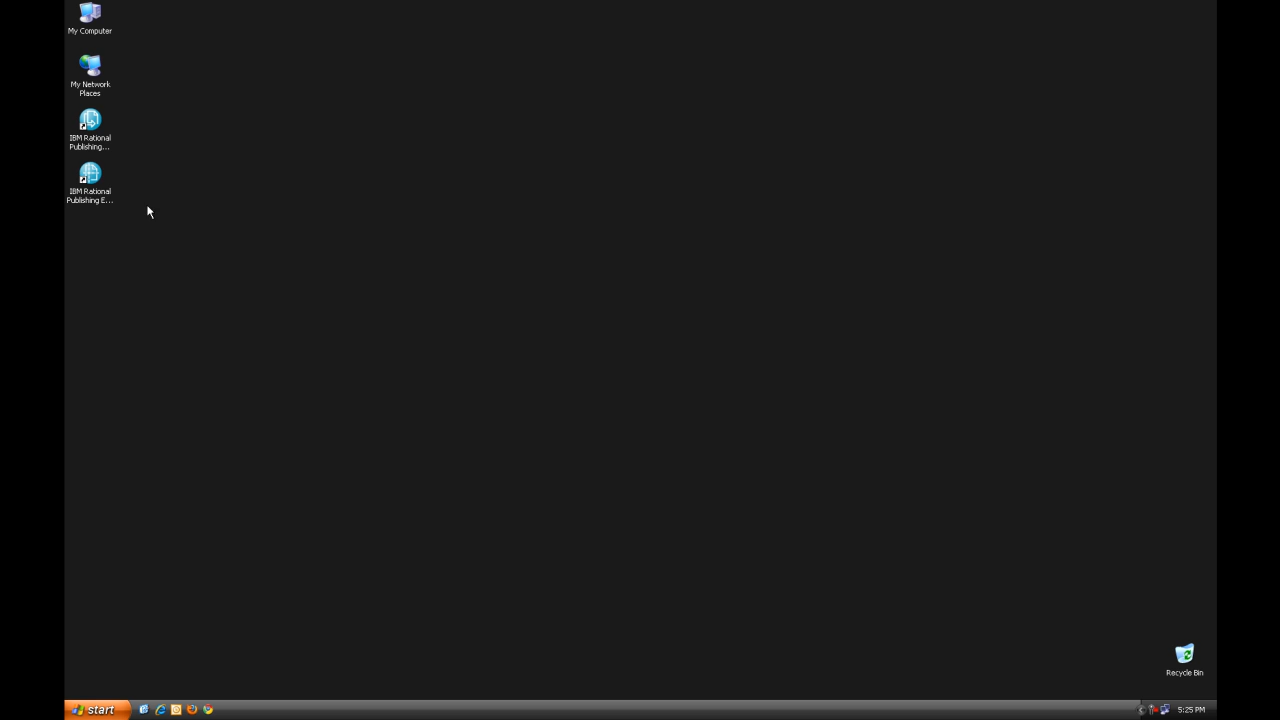 My Computer
My Network
Places
IBM Rational
Publishing...
IBM Rational
Publishing E...
Recycle Bin
start
5:25 PM